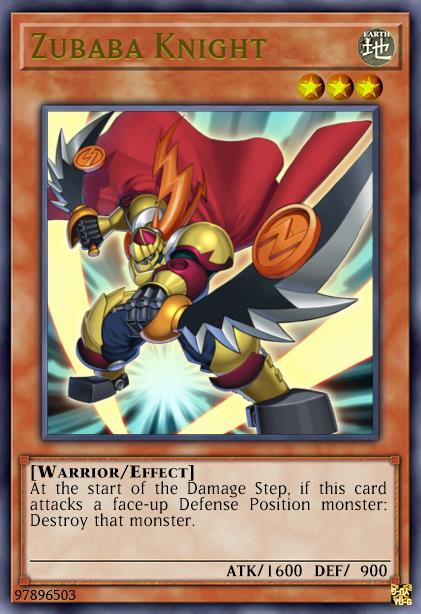 Zubaba Knight
EARTH
地
[Warrior/Effect]
At the start of the Damage Step, if this card
attacks a face-up Defense Position monster:
Destroy that monster.
ATK/1600 DEF/ 900
97896503